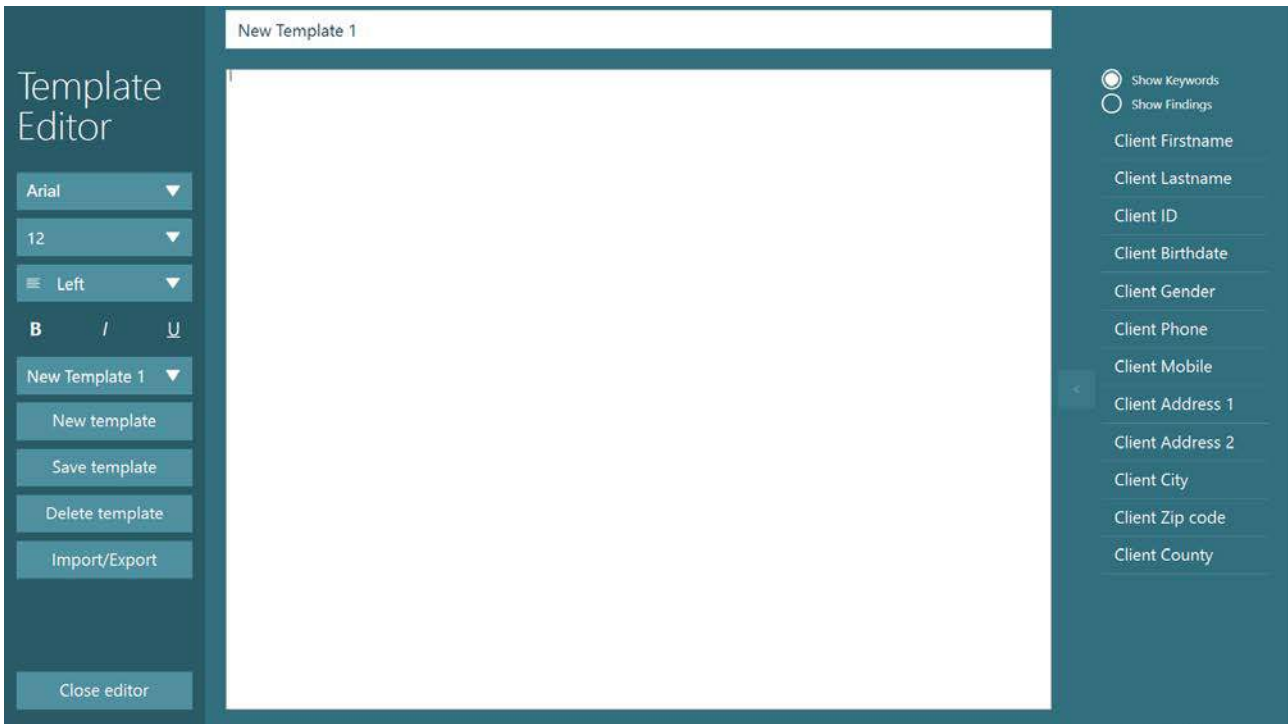 New Template 1
Template
Editor
Arial
12
Left
B I U
New Template 1
New template
Save template
Delete template
Import/Export
Close editor
Show Keywords
Show Findings
Client Firstname
Client Lastname
Client ID
Client Birthdate
Client Gender
Client Phone
Client Mobile
Client Address 1
Client Address 2
Client City
Client Zip code
Client County
<